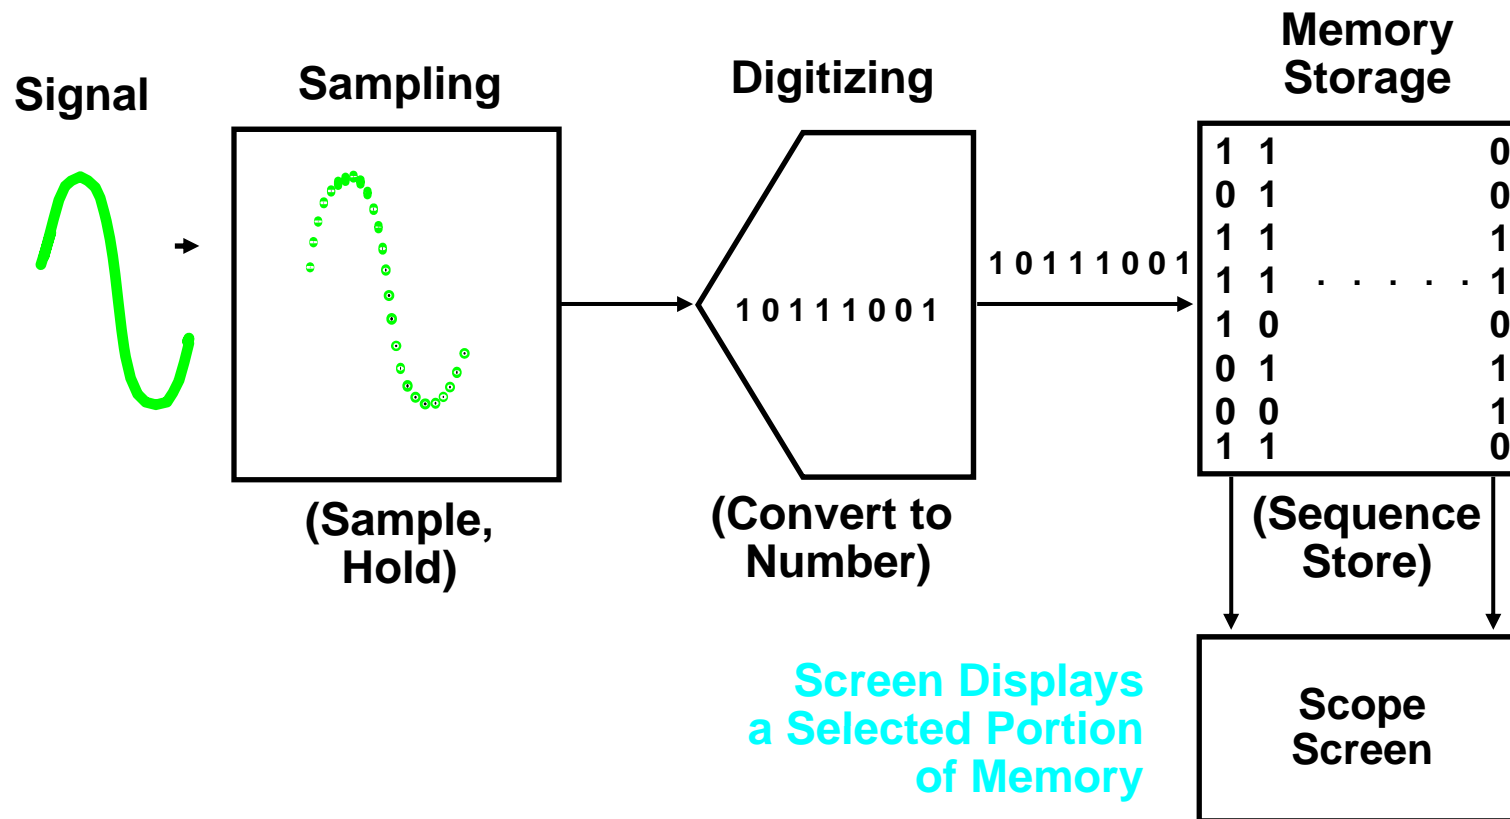 Signal
Sampling
(Sample,
Hold)
Digitizing
1 0 1 1 1 0 0 1
(Convert to
Number)
1 0 1 1 1 0 0 1
Memory
Storage
1 1 0
0 1 0
1 1 1
1 1 . . . . . 1
1 0 0
0 1 1
0 0 1
1 1 0
(Sequence
Store)
Screen Displays
a Selected Portion
of Memory
Scope
Screen